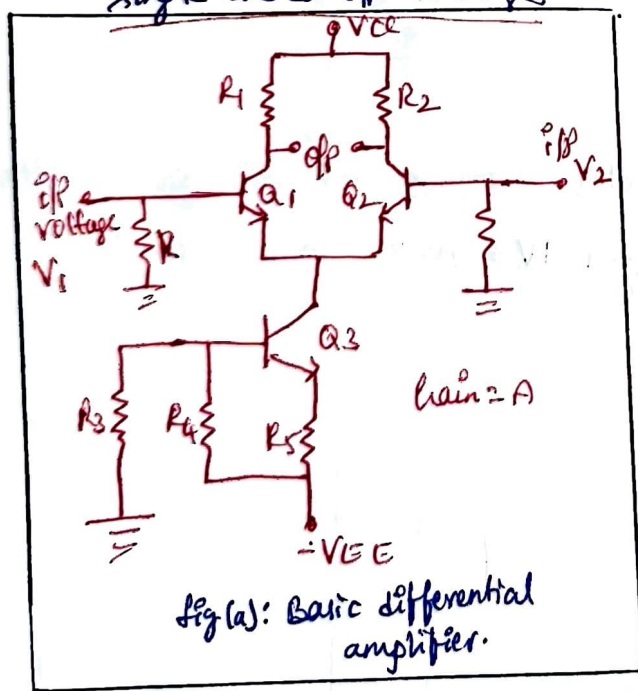 VCC
R1
R2
o/p
i/p
V2
i/p
voltage
V1
Q1
Q2
R
Q3
R3
R4
R5
Gain = A
-VEE
fig(a): Basic differential
amplifier.